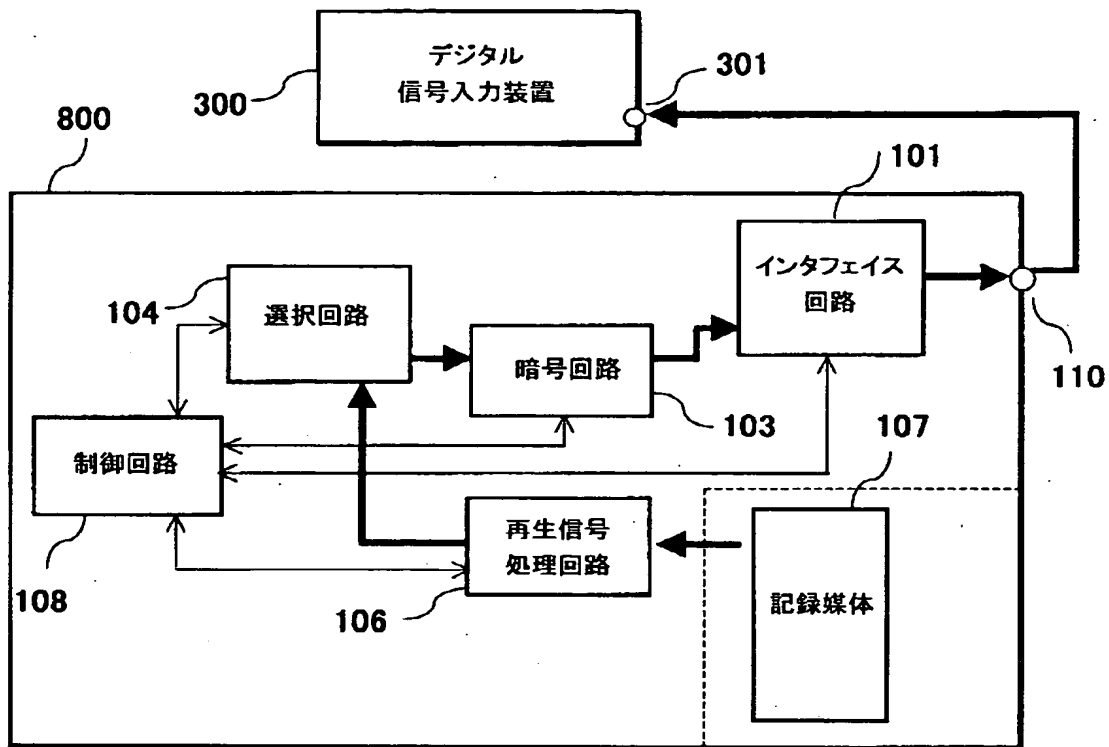 デジタル
信号入力装置
300
301
800
101
インタフェイス
回路
110
104
選択回路
暗号回路
103
制御回路
108
107
再生信号
処理回路
106
記録媒体